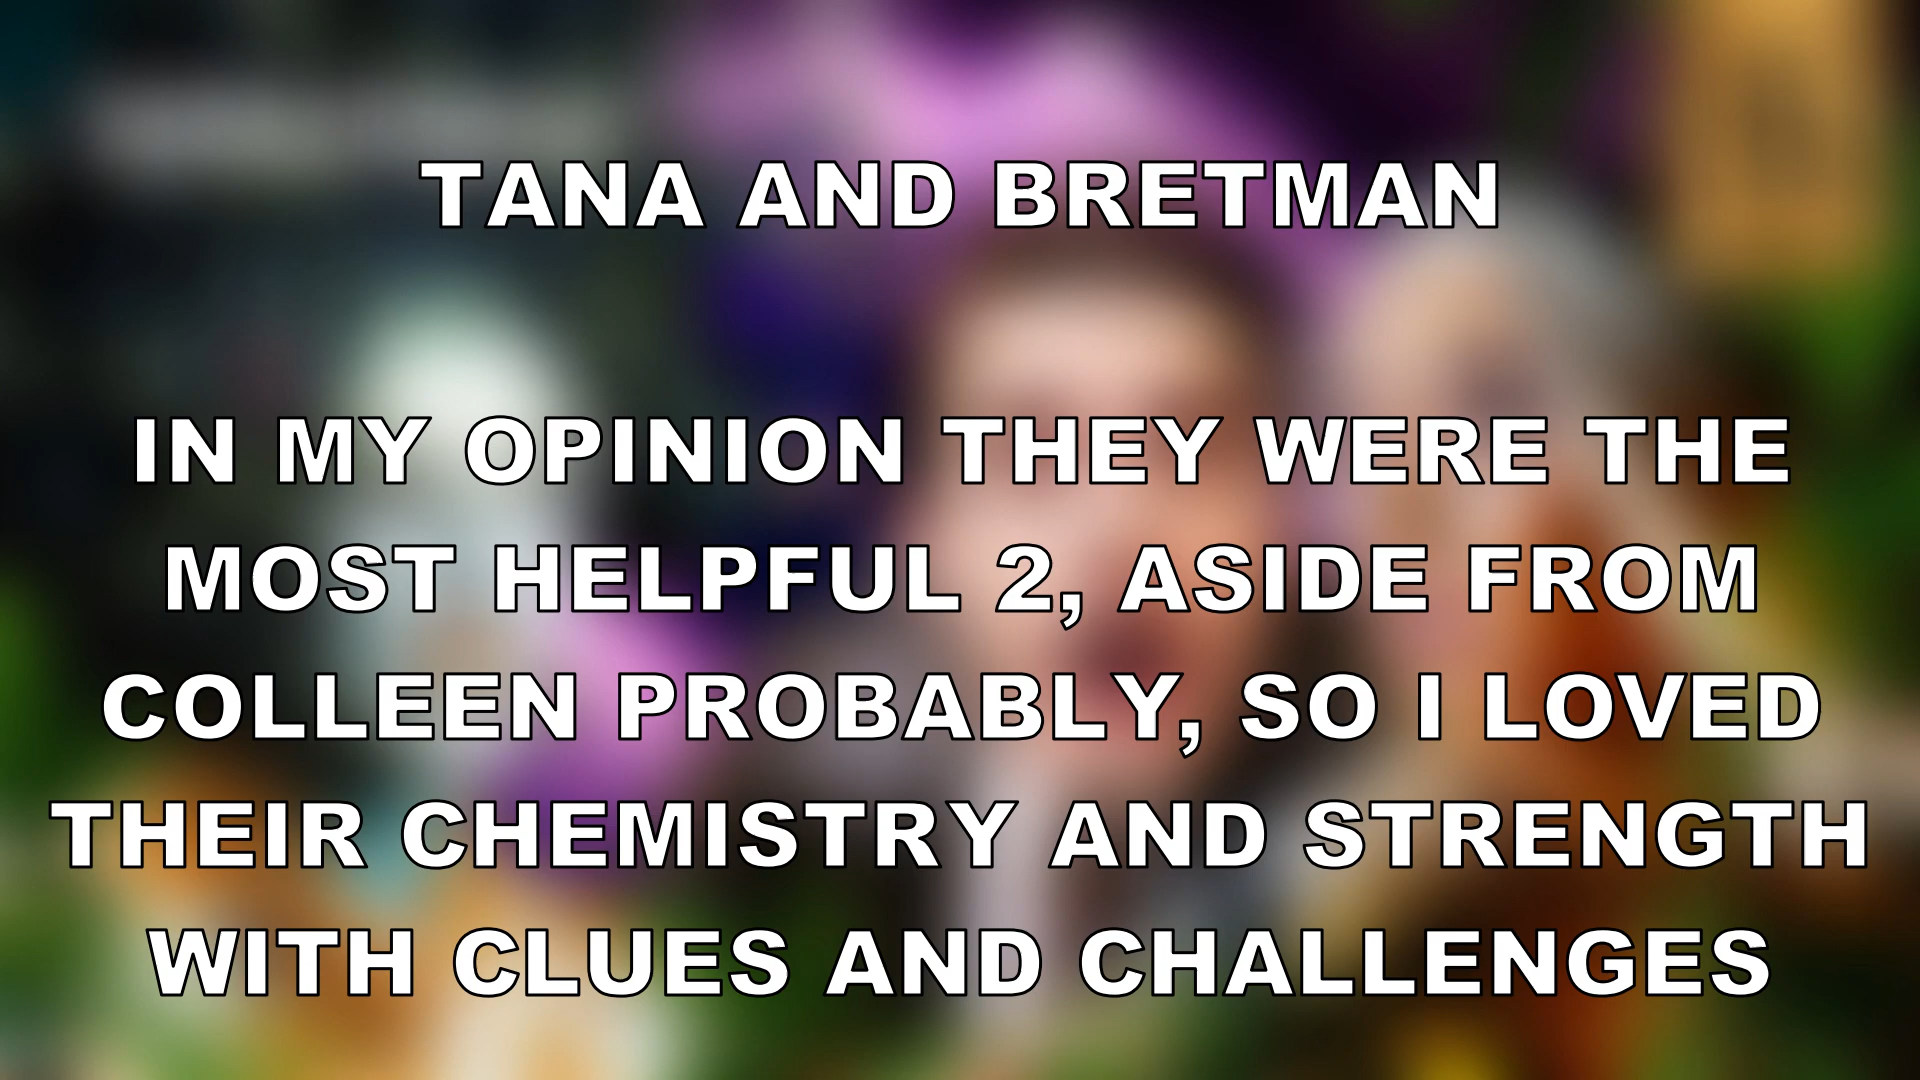 TANA AND BRETMAN
IN MY OPINION THEY WERE THE
MOST HELPFUL 2, ASIDE FROM
COLLEEN PROBABLY, SO I LOVED
THEIR CHEMISTRY AND STRENGTH
WITH CLUES AND CHALLENGES